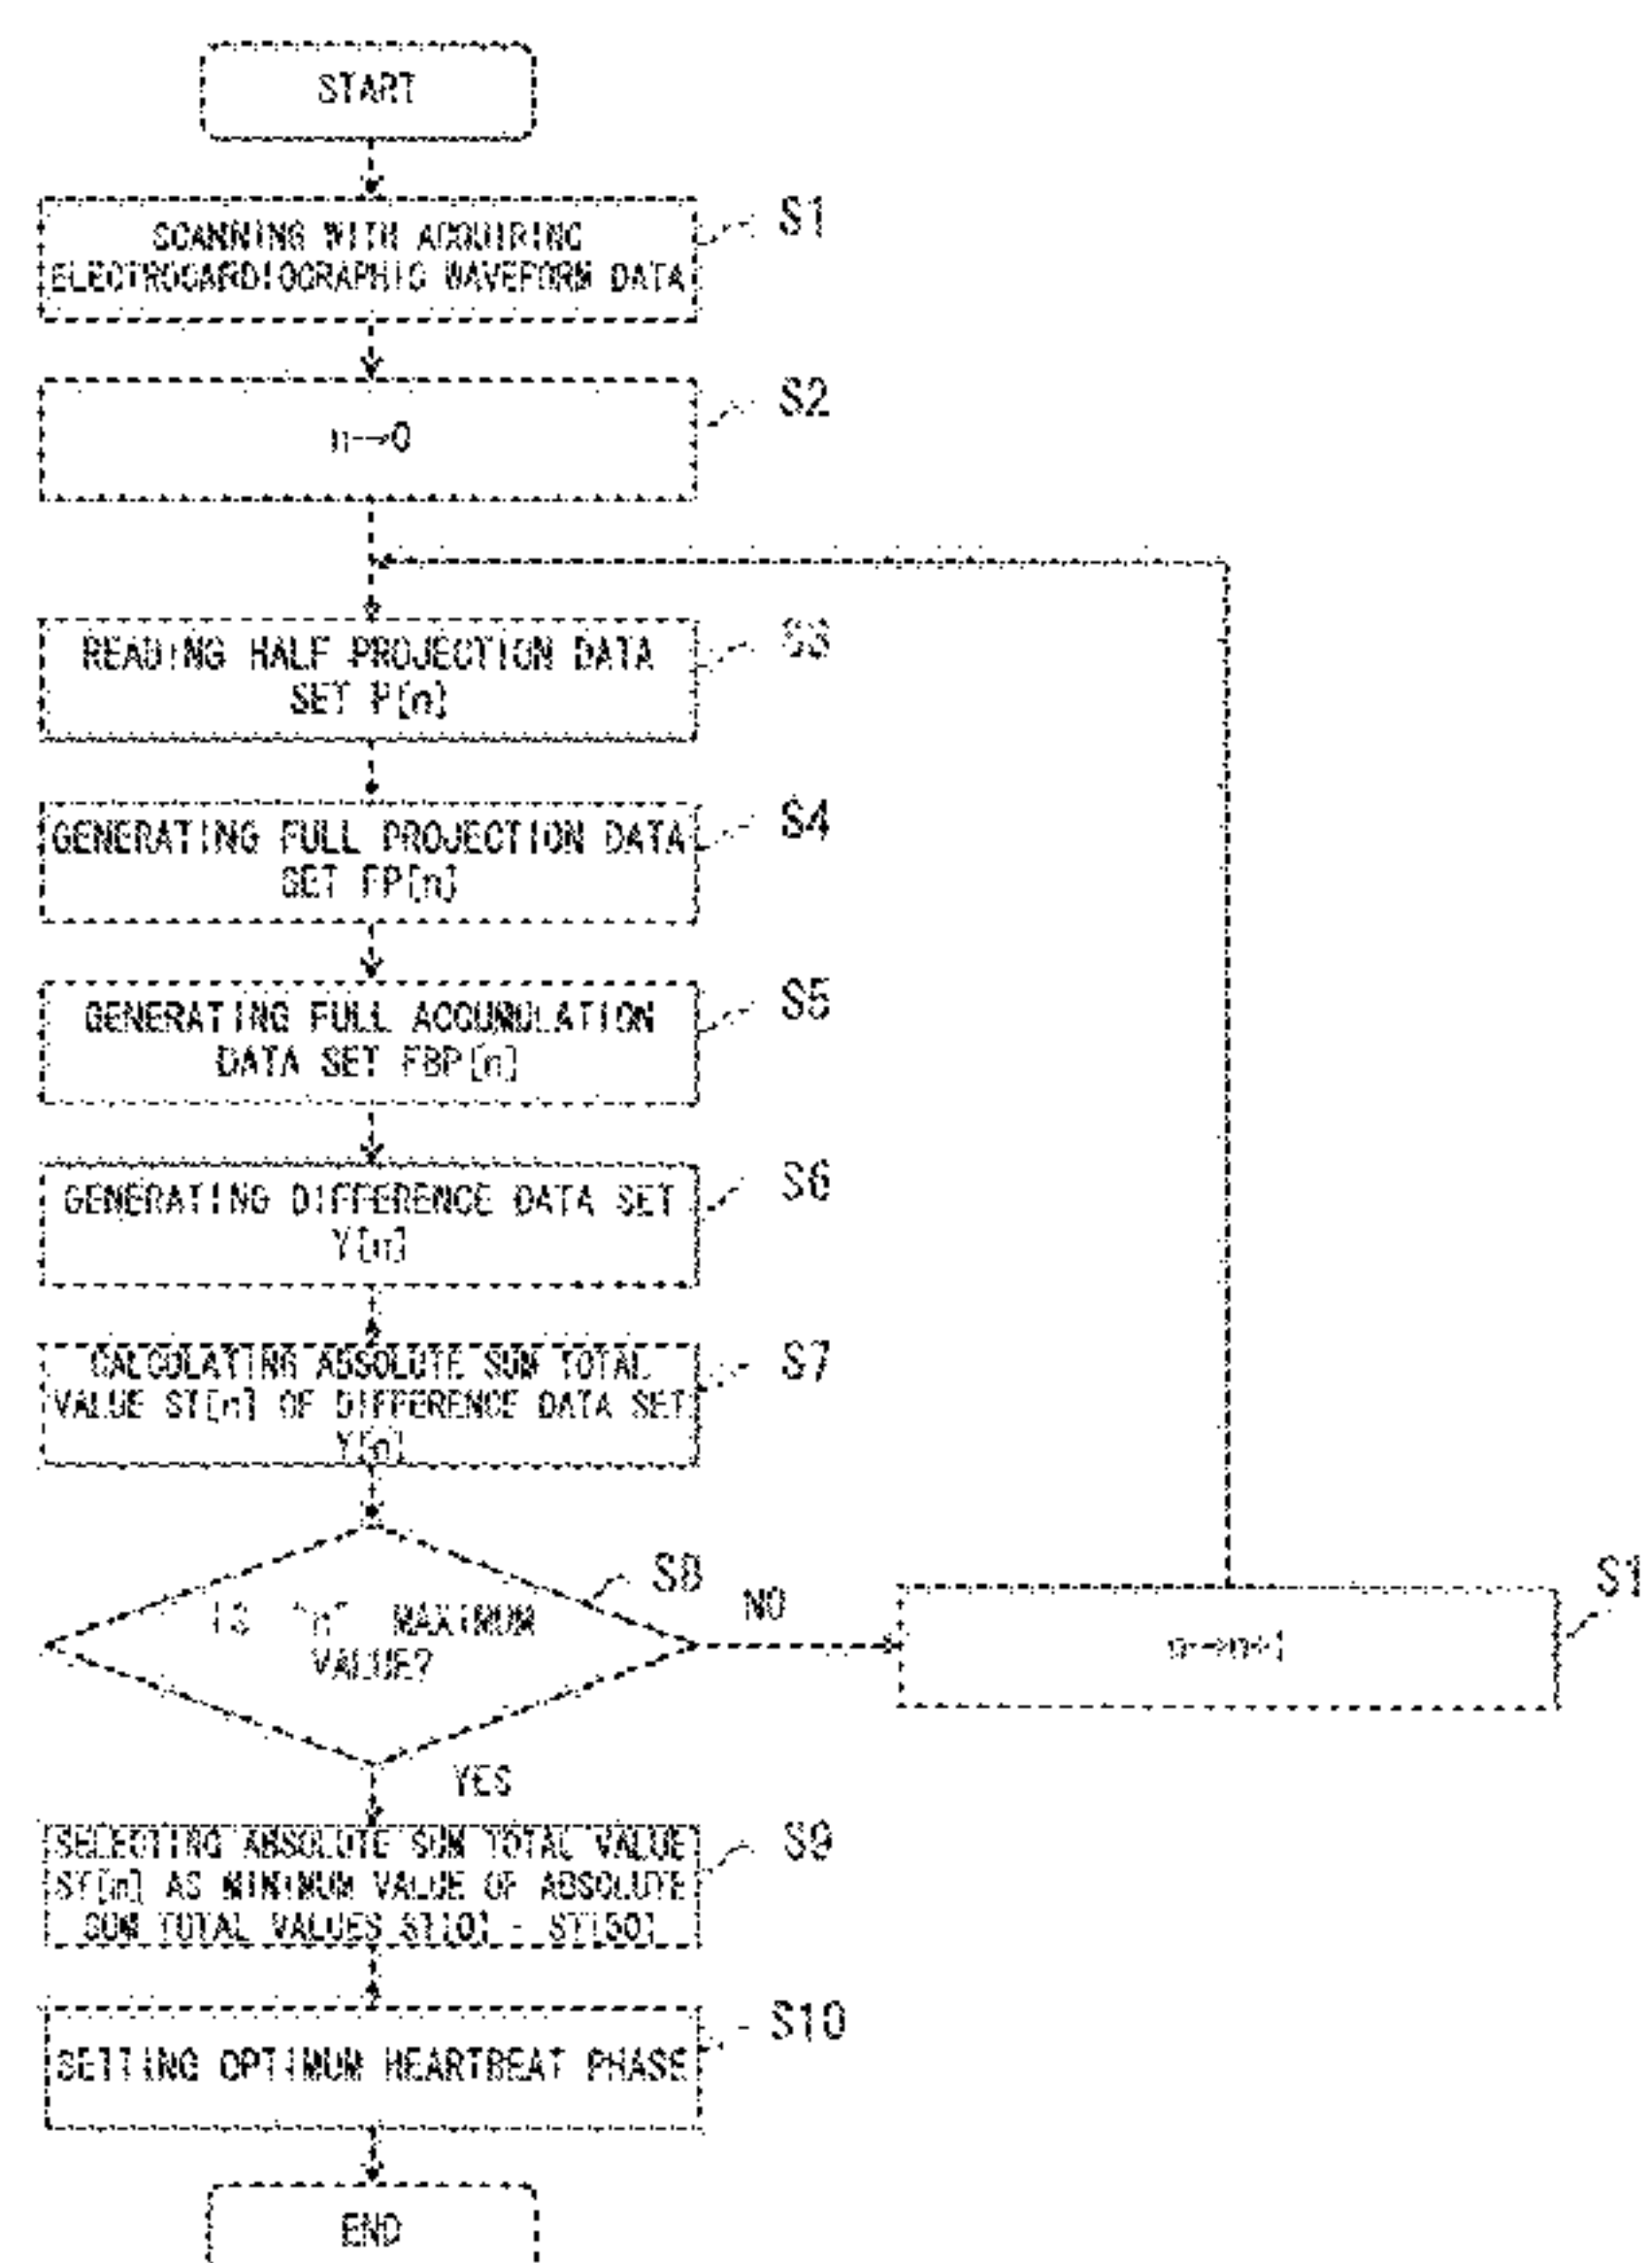 START
SCANNING WITH ACQUIRING
ELECTROCARDIOGRAPHIC WAVEFORM DATA
S1
n→0
S2
READING HALF PROJECTION DATA
SET P[n]
S3
GENERATING FULL PROJECTION DATA
SET FP[n]
S4
GENERATING FULL ACCUMULATION
DATA SET FBP[n]
S5
GENERATING DIFFERENCE DATA SET
Y[n]
S6
CALCULATING ABSOLUTE SUM TOTAL
VALUE ST[n] OF DIFFERENCE DATA SET
Y[n]
S7
IS "n" MAXIMUM
VALUE?
S8
NO
n→n+1
S1
YES
SELECTING ABSOLUTE SUM TOTAL VALUE
ST[n] AS MINIMUM VALUE OF ABSOLUTE
SUM TOTAL VALUES ST[0] - ST[50]
S9
SETTING OPTIMUM HEARTBEAT PHASE
S10
END